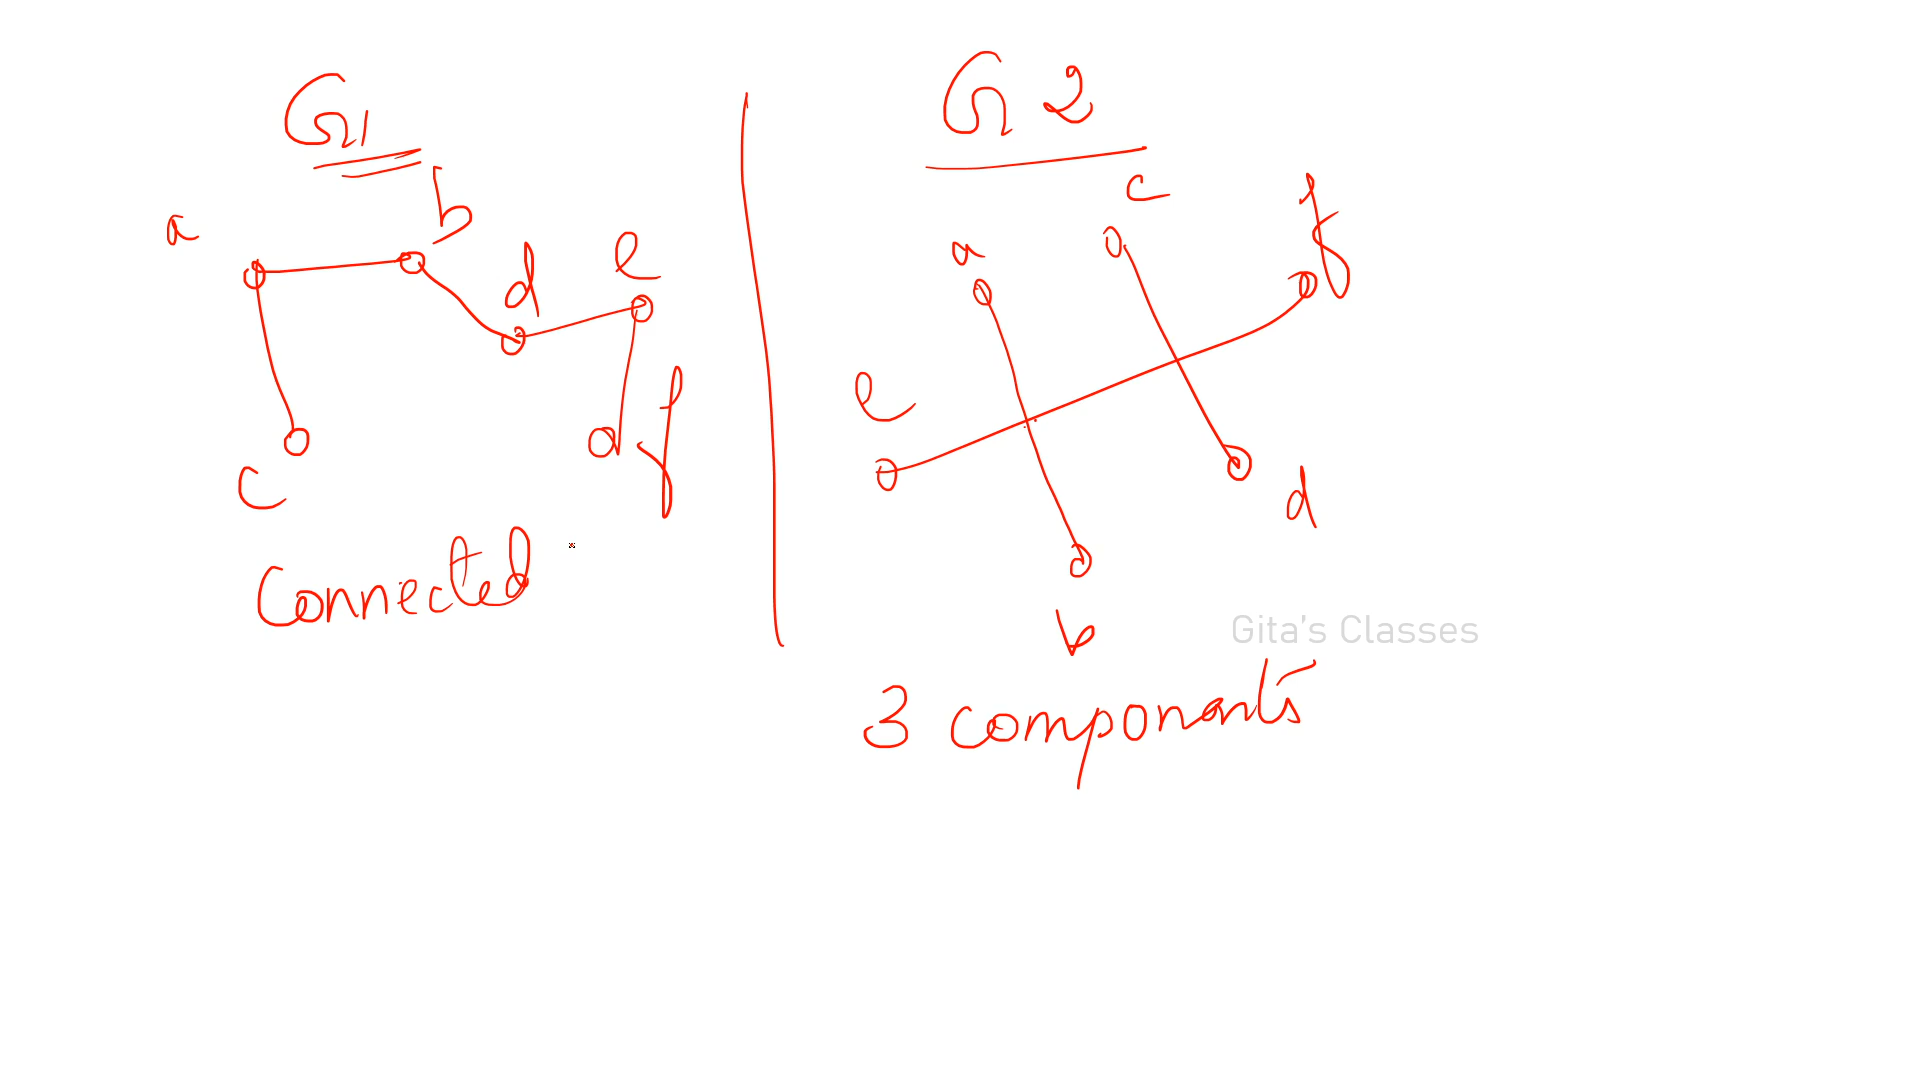 G1
a
b
d
e
c
f
Connected
G2
c
f
a
e
d
b
Gita's Classes
3 components